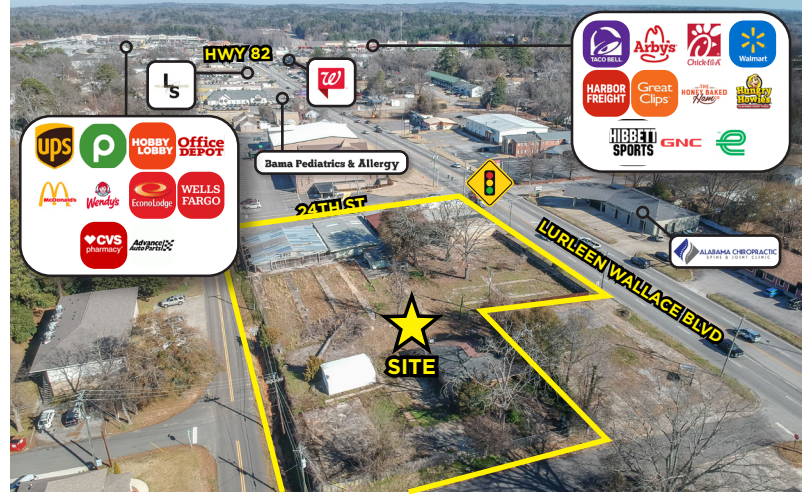 HWY 82
L
S
Bama Pediatrics & Allergy
24TH ST
LURLEEN WALLACE BLVD
SITE
ups
HOBBY
LOBBY
Office
DEPOT
McDonald's
Wendy's
EconoLodge
WELLS
FARGO
CVS
pharmacy
Advance
Auto Parts
TACO BELL
Arby's
Chick-fil-A
Walmart
HARBOR
FREIGHT
Great
Clips
THE
HONEY BAKED
Ham Co
Hungry
Howie's
HIBBETT
SPORTS
GNC
ALABAMA CHIROPRACTIC
SPINE & JOINT CLINIC